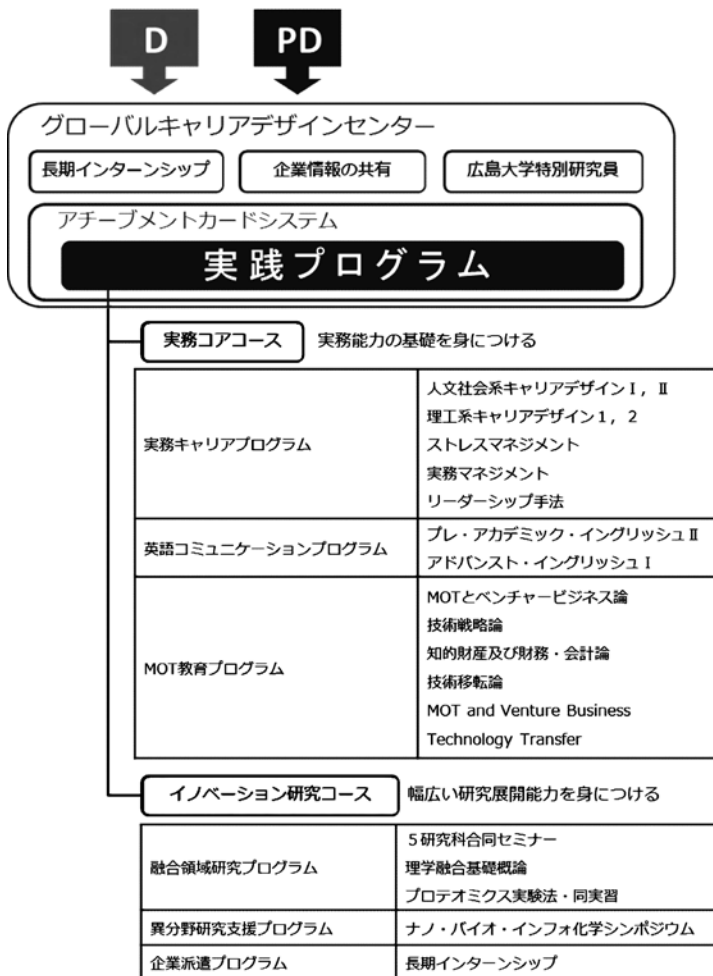 D PD
グローバルキャリアデザインセンター
長期インターンシップ 企業情報の共有 広島大学特別研究員
アチーブメントカードシステム
実践プログラム
実務コアコース 実務能力の基礎を身につける
実務キャリアプログラム
人文社会系キャリアデザインⅠ，Ⅱ
理工系キャリアデザイン１，２
ストレスマネジメント
実務マネジメント
リーダーシップ手法
英語コミュニケーションプログラム
プレ・アカデミック・イングリッシュⅡ
アドバンスト・イングリッシュⅠ
MOT教育プログラム
MOTとベンチャービジネス論
技術戦略論
知的財産及び財務・会計論
技術移転論
MOT and Venture Business
Technology Transfer
イノベーション研究コース 幅広い研究展開能力を身につける
融合領域研究プログラム
５研究科合同セミナー
理学融合基礎概論
プロテオミクス実験法・同実習
異分野研究支援プログラム ナノ・バイオ・インフォ化学シンポジウム
企業派遣プログラム 長期インターンシップ